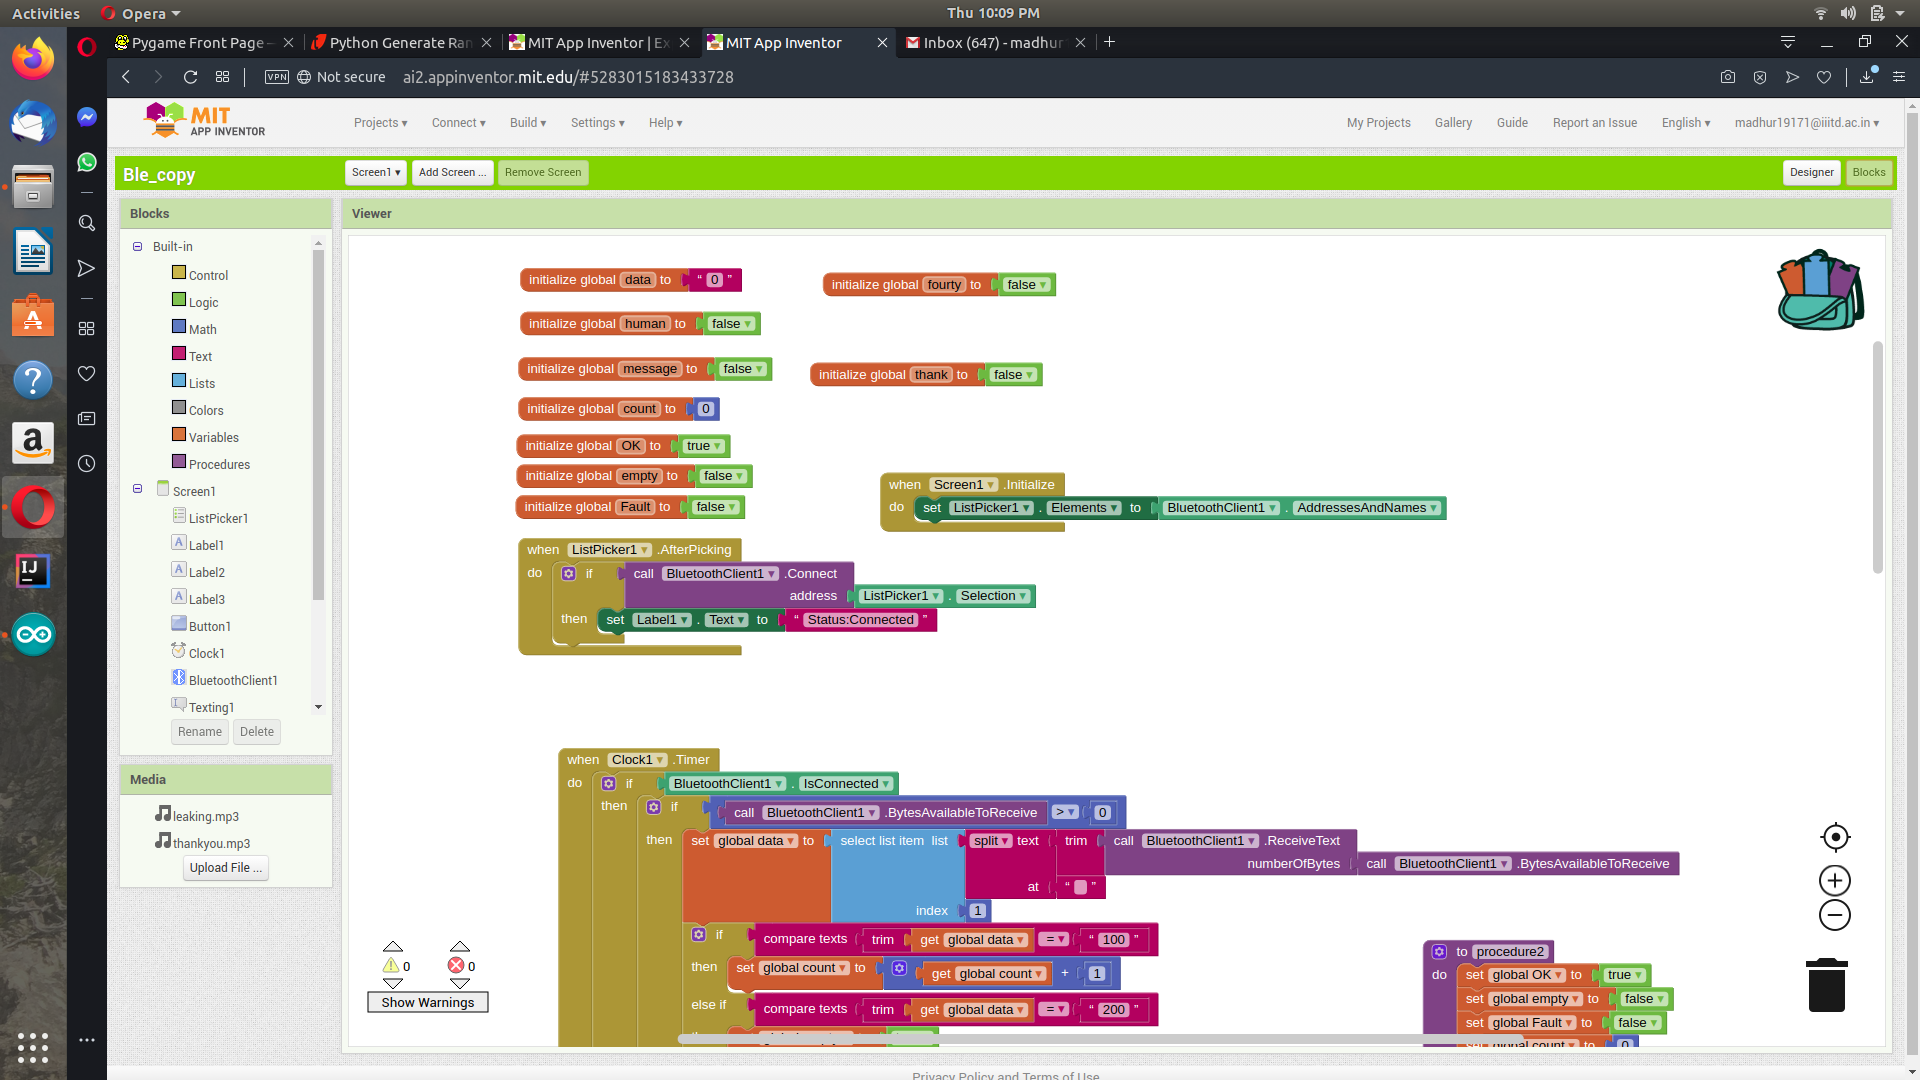 Activities
Opera
Thu 10:09 PM
Pygame Front Page
Python Generate Ran
MIT App Inventor | Ex
MIT App Inventor
Inbox (647) - madhur
VPN
Not secure
ai2.appinventor.mit.edu/#5283015183433728
MIT
APP INVENTOR
Projects
Connect
Build
Settings
Help
My Projects
Gallery
Guide
Report an Issue
English
madhur19171@iiitd.ac.in
Ble_copy
Screen1
Add Screen ...
Remove Screen
Designer
Blocks
Blocks
Built-in
Control
Logic
Math
Text
Lists
Colors
Variables
Procedures
Screen1
ListPicker1
Label1
Label2
Label3
Button1
Clock1
BluetoothClient1
Texting1
Rename
Delete
Media
leaking.mp3
thankyou.mp3
Upload File ...
Viewer
initialize global data to “ 0 ”
initialize global fourty to false
initialize global human to false
initialize global message to false
initialize global thank to false
initialize global count to 0
initialize global OK to true
initialize global empty to false
initialize global Fault to false
when Screen1 .Initialize
do set ListPicker1 . Elements to BluetoothClient1 . AddressesAndNames
when ListPicker1 .AfterPicking
do if call BluetoothClient1 .Connect
address ListPicker1 . Selection
then set Label1 . Text to “ Status:Connected ”
when Clock1 .Timer
do if BluetoothClient1 . IsConnected
then if call BluetoothClient1 .BytesAvailableToReceive > 0
then set global data to select list item list split text trim call BluetoothClient1 .ReceiveText
numberOfBytes call BluetoothClient1 .BytesAvailableToReceive
at “ ”
index 1
if compare texts trim get global data = “ 100 ”
then set global count to get global count + 1
else if compare texts trim get global data = “ 200 ”
to procedure2
do set global OK to true
set global empty to false
set global Fault to false
set global count to 0
0
0
Show Warnings
Privacy Policy and Terms of Use